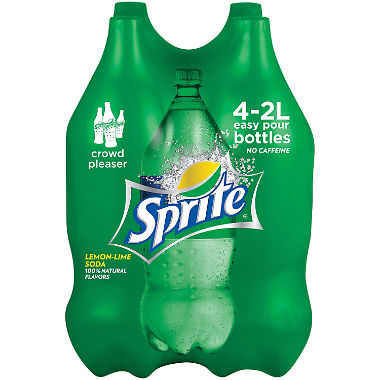 4-2L
easy pour
bottles
NO CAFFEINE
crowd
pleaser
Sprite
LEMON-LIME
SODA
100% NATURAL
FLAVORS